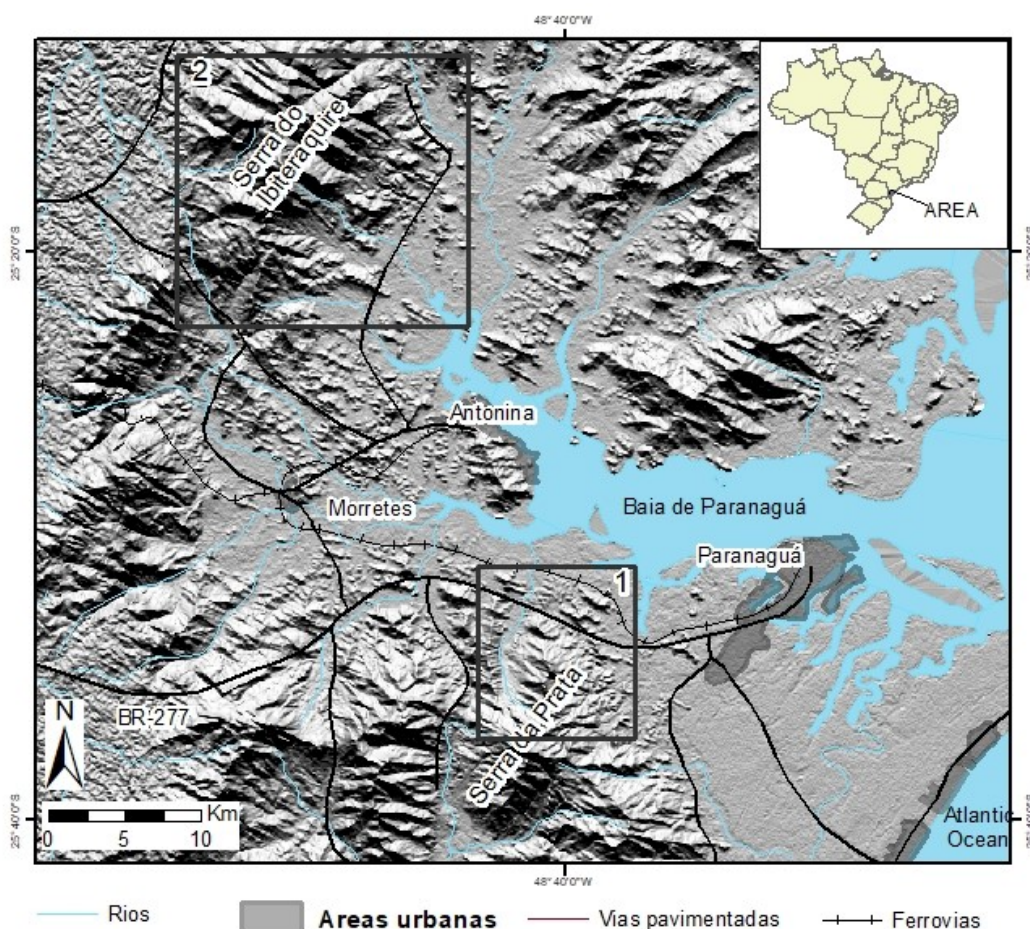 48°40'0"W
2
Serra do
Ibiteraquire
AREA
25°20'0"S
Antonina
Morretes
Baia de Paranaguá
Paranaguá
1
Serra da Prata
BR-277
N
Km
0 5 10
25°40'0"S
Atlantic
Ocean
48°40'0"W
Rios
Areas urbanas
Vias pavimentadas
Ferrovias